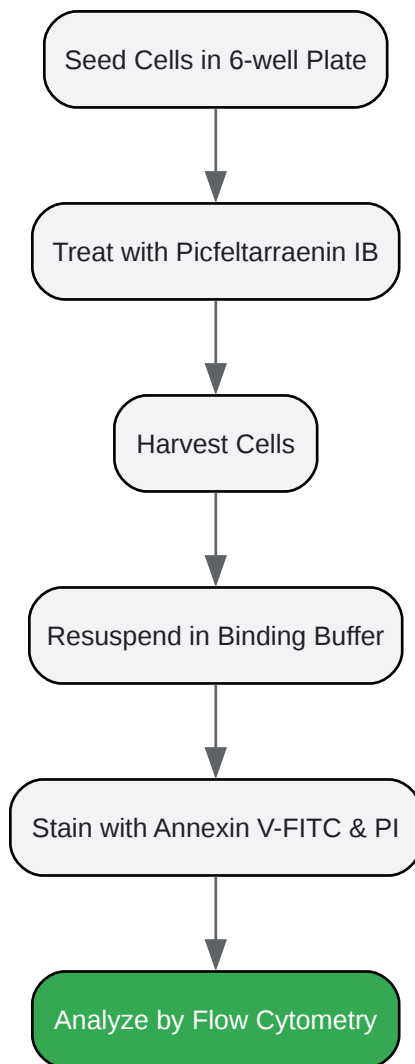 Seed Cells in 6-well Plate
Treat with Picfeltarraenin IB
Harvest Cells
Resuspend in Binding Buffer
Stain with Annexin V-FITC & PI
Analyze by Flow Cytometry